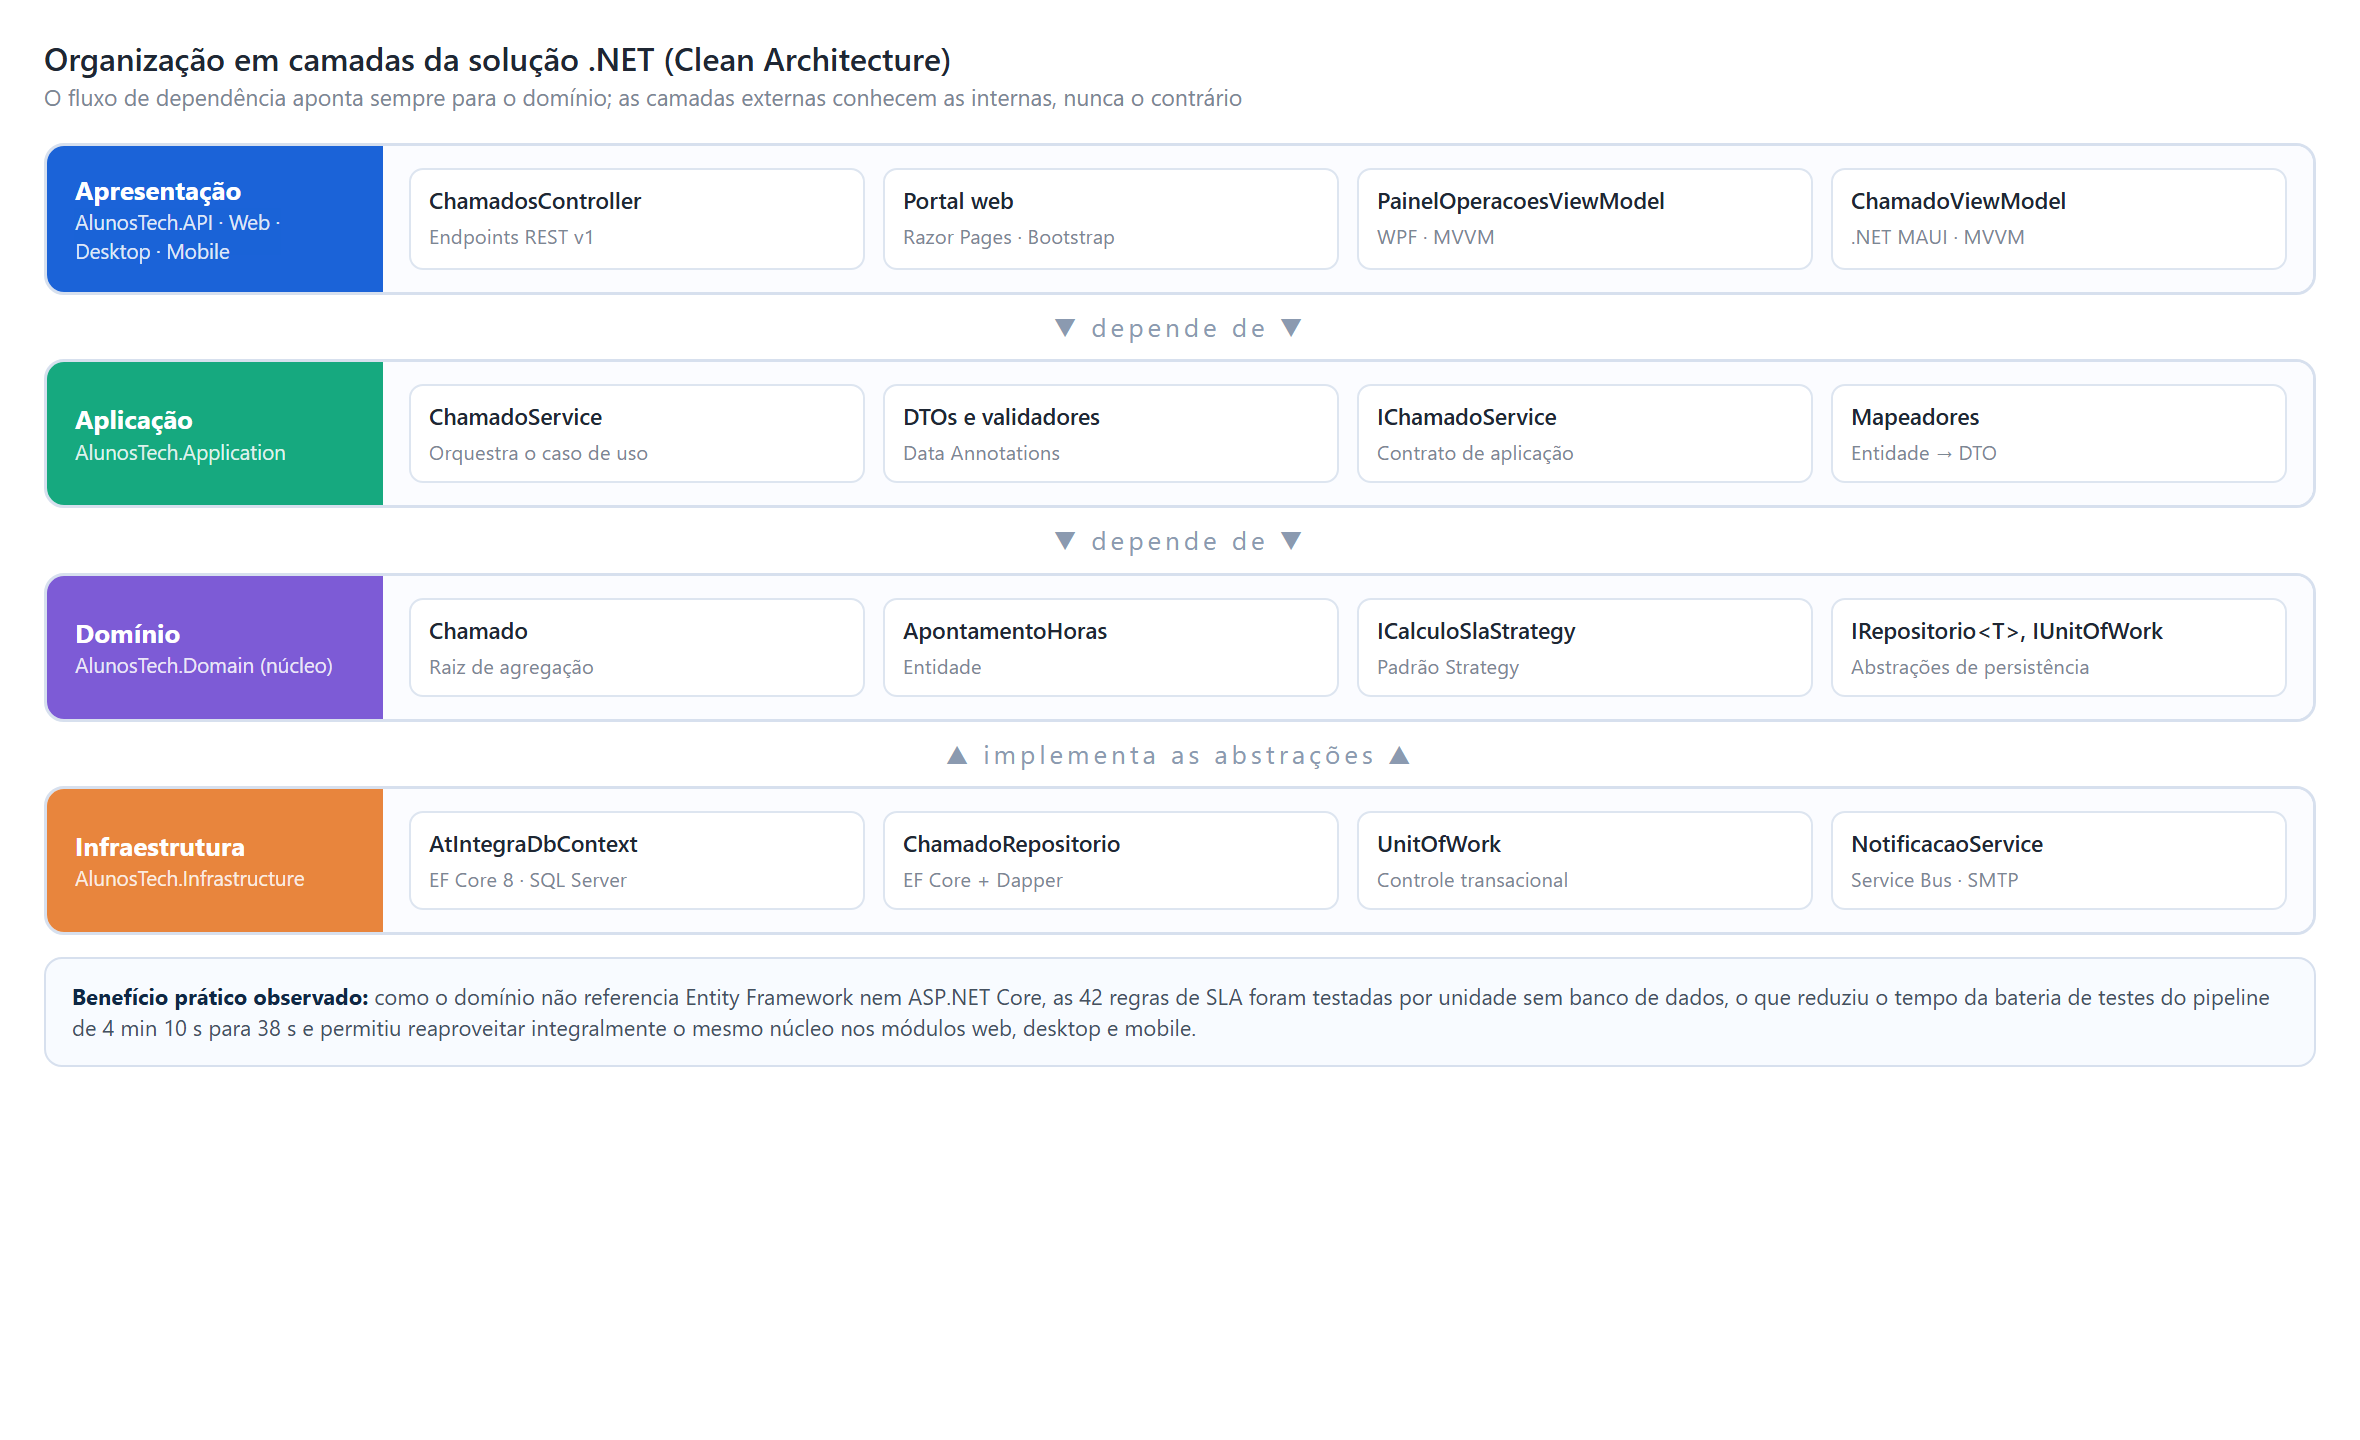 Organização em camadas da solução .NET (Clean Architecture)
O fluxo de dependência aponta sempre para o domínio; as camadas externas conhecem as internas, nunca o contrário
Apresentação
AlunosTech.API · Web ·
Desktop · Mobile
ChamadosController
Endpoints REST v1
Portal web
Razor Pages · Bootstrap
PainelOperacoesViewModel
WPF · MVVM
ChamadoViewModel
.NET MAUI · MVVM
▼ depende de ▼
Aplicação
AlunosTech.Application
ChamadoService
Orquestra o caso de uso
DTOs e validadores
Data Annotations
IChamadoService
Contrato de aplicação
Mapeadores
Entidade → DTO
▼ depende de ▼
Domínio
AlunosTech.Domain (núcleo)
Chamado
Raiz de agregação
ApontamentoHoras
Entidade
ICalculoSlaStrategy
Padrão Strategy
IRepositorio<T>, IUnitOfWork
Abstrações de persistência
▲ implementa as abstrações ▲
Infraestrutura
AlunosTech.Infrastructure
AtIntegraDbContext
EF Core 8 · SQL Server
ChamadoRepositorio
EF Core + Dapper
UnitOfWork
Controle transacional
NotificacaoService
Service Bus · SMTP
Benefício prático observado: como o domínio não referencia Entity Framework nem ASP.NET Core, as 42 regras de SLA foram testadas por unidade sem banco de dados, o que reduziu o tempo da bateria de testes do pipeline
de 4 min 10 s para 38 s e permitiu reaproveitar integralmente o mesmo núcleo nos módulos web, desktop e mobile.